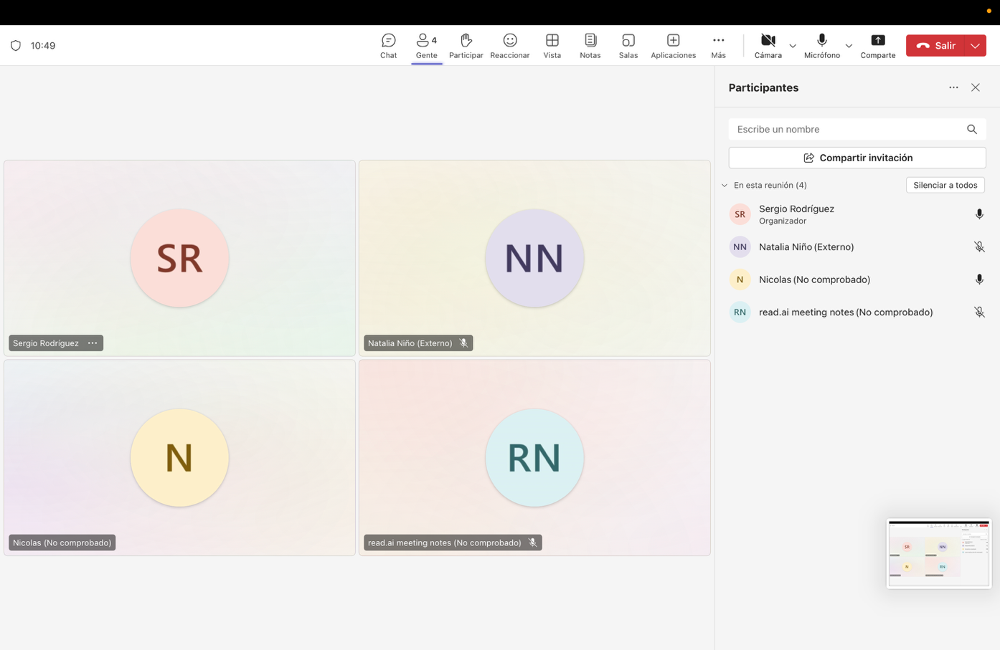 10:49
Chat
4
Gente
Participar
Reaccionar
Vista
Notas
Salas
Aplicaciones
Más
Cámara
Micrófono
Comparte
Salir
Participantes
Escribe un nombre
Compartir invitación
En esta reunión (4)
Silenciar a todos
SR
Sergio Rodríguez
Organizador
NN
Natalia Niño (Externo)
N
Nicolas (No comprobado)
RN
read.ai meeting notes (No comprobado)
SR
Sergio Rodríguez
NN
Natalia Niño (Externo)
N
Nicolas (No comprobado)
RN
read.ai meeting notes (No comprobado)
SR
NN
N
RN